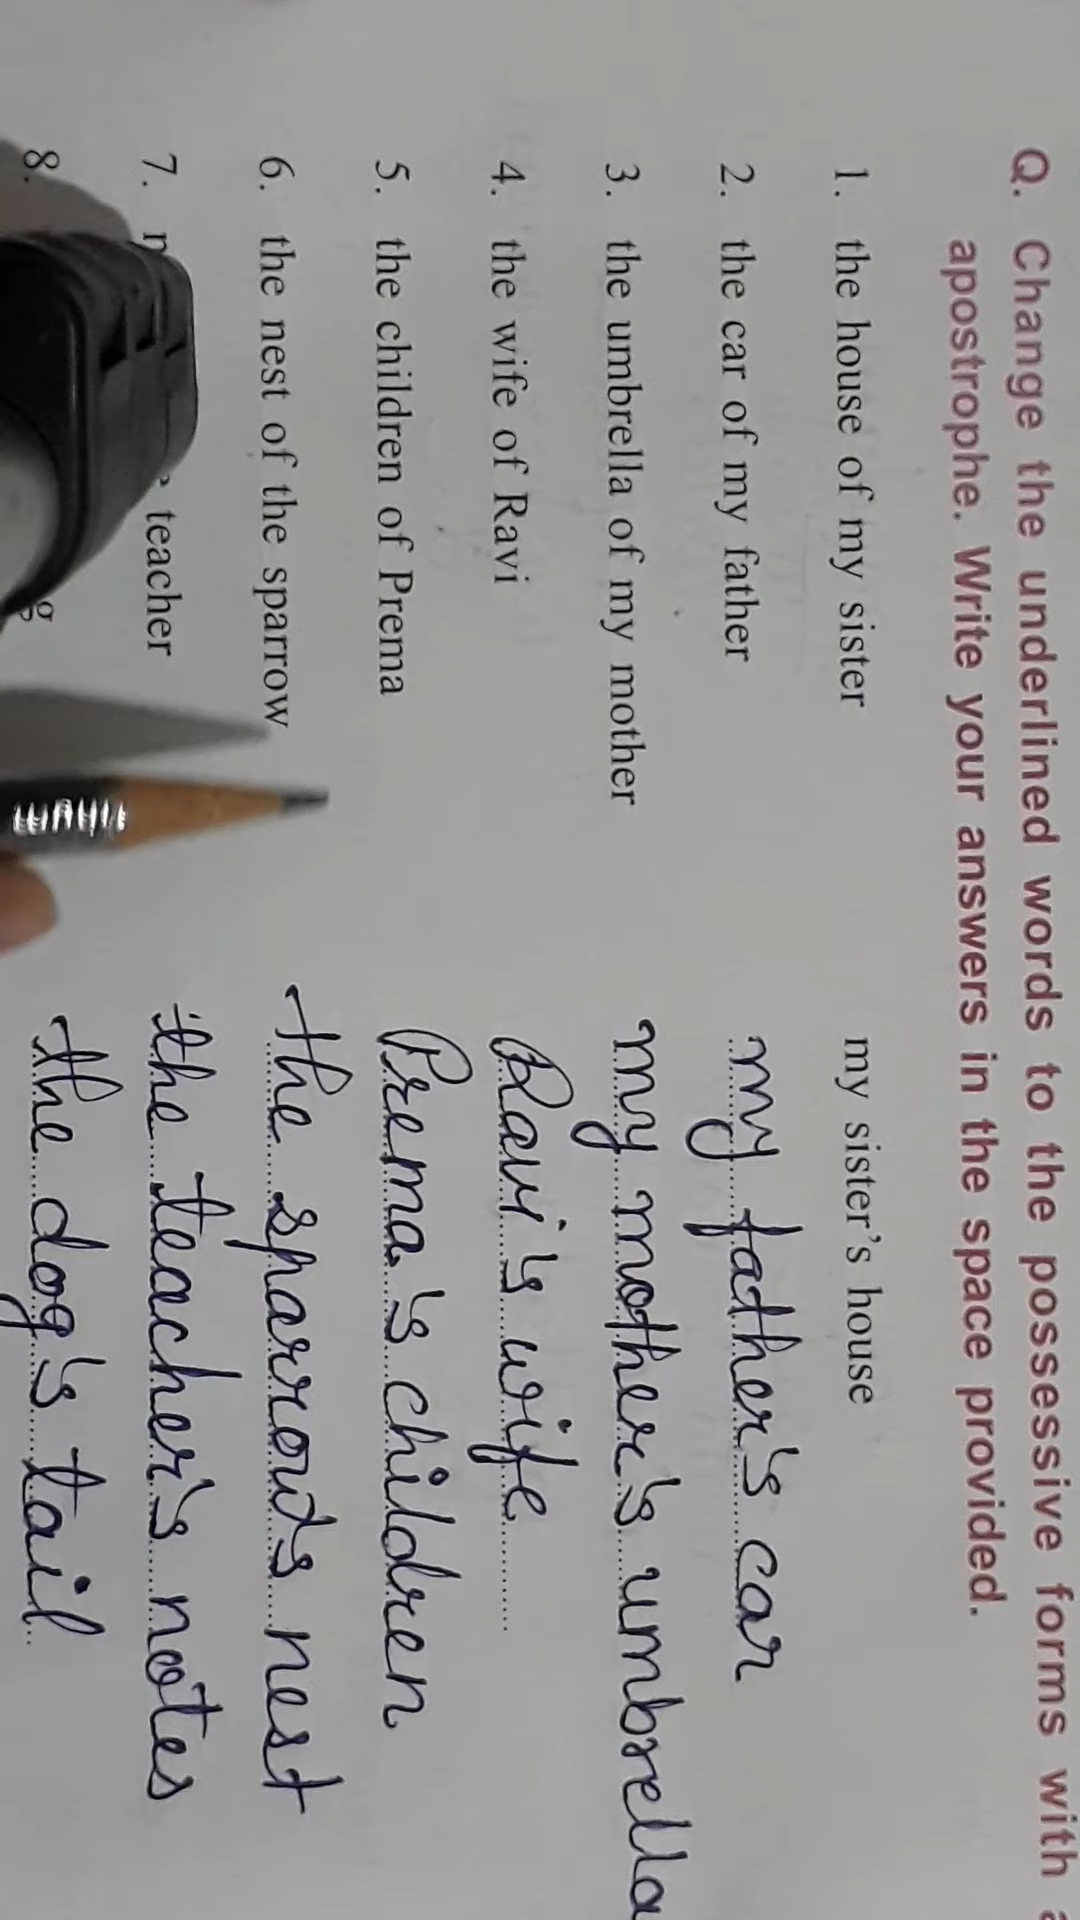 Q. Change the underlined words to the possessive forms with
apostrophe. Write your answers in the space provided.
1. the house of my sister my sister's house
2. the car of my father my father's car
3. the umbrella of my mother my mother's umbrella
4. the wife of Ravi Ravi's wife
5. the children of Prema Prema's children
6. the nest of the sparrow the sparrow's nest
7. teacher the teacher's notes
8. the dog's tail